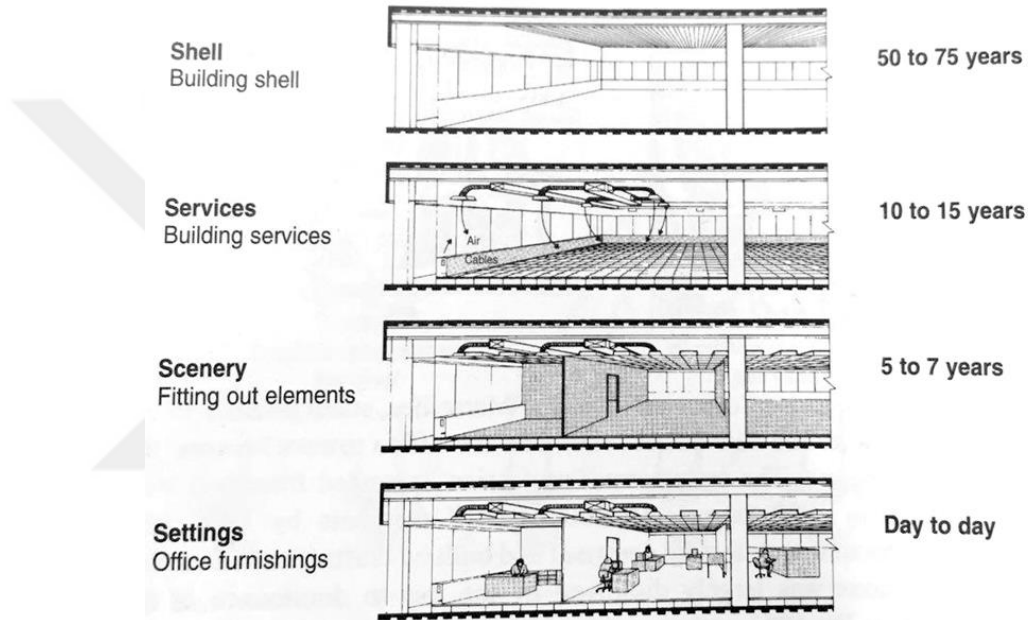 Shell
Building shell
50 to 75 years
Services
Building services
10 to 15 years
Air
Cables
Scenery
Fitting out elements
5 to 7 years
Settings
Office furnishings
Day to day